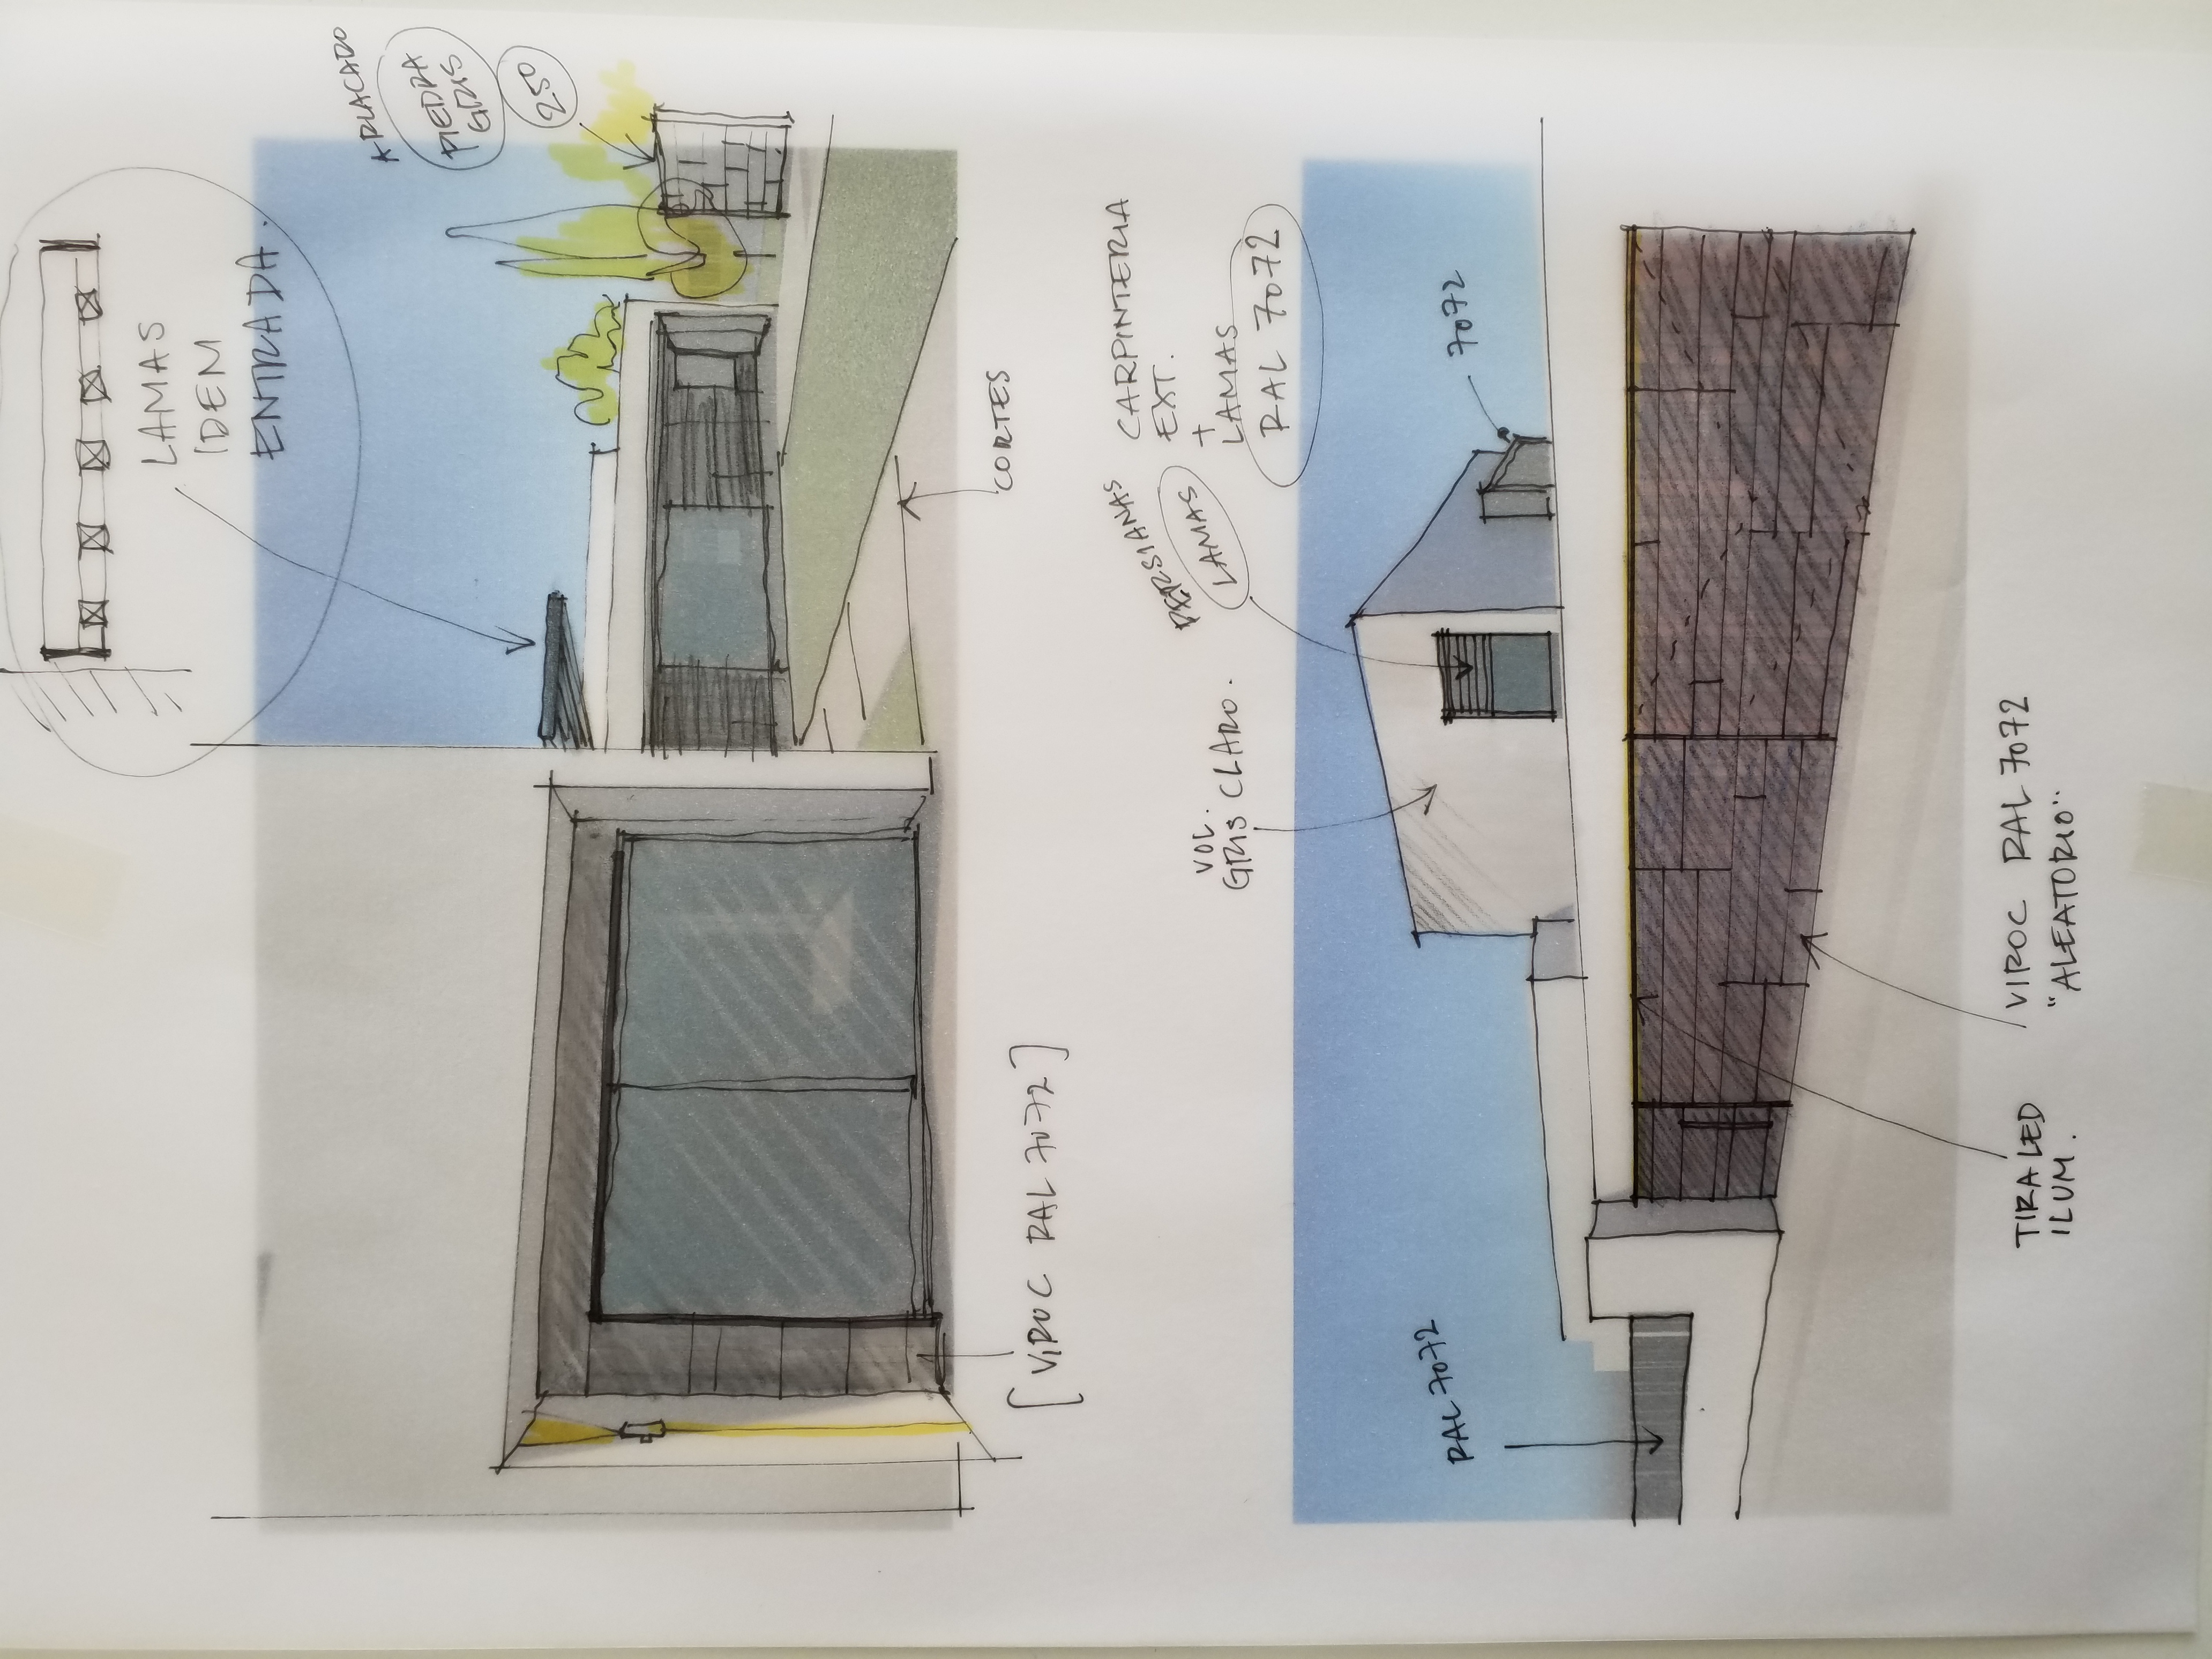 LAMAS
IDEM
ENTRADA.
APLACADO
PIEDRA
GRIS
250
CORTES
[VIROC RAL 7072]
PERSIANAS
LAMAS
CARPINTERIA
EXT.
+
LAMAS
RAL 7072
VOL.
GRIS CLARO.
RAL 7072
7072
TIRA LED
ILUM.
VIROC RAL 7072
"ALEATORIO"